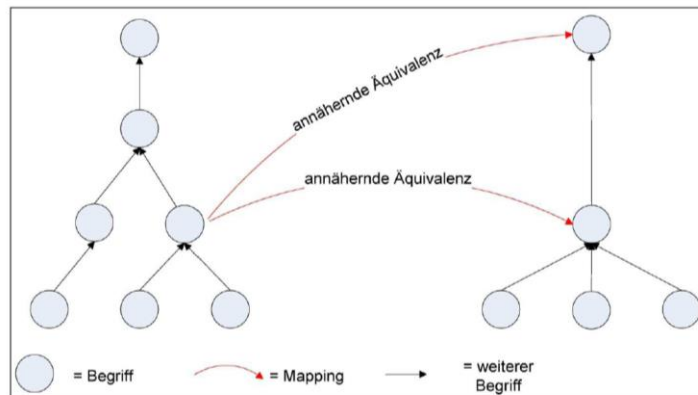 annähernde Äquivalenz
annähernde Äquivalenz
= Begriff
= Mapping
= weiterer
Begriff